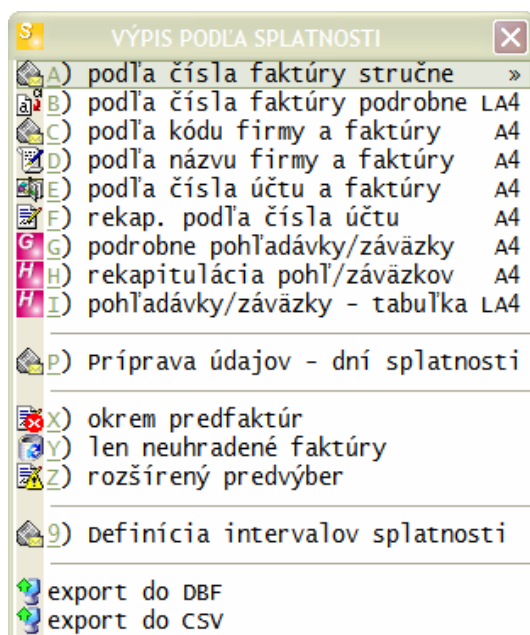 VÝPIS PODĽA SPLATNOSTI
A) podľa čísla faktúry stručne »
B) podľa čísla faktúry podrobne LA4
C) podľa kódu firmy a faktúry A4
D) podľa názvu firmy a faktúry A4
E) podľa čísla účtu a faktúry A4
F) rekap. podľa čísla účtu A4
G) podrobne pohľadávky/záväzky A4
H) rekapitulácia pohľ/záväzkov A4
I) pohľadávky/záväzky - tabuľka LA4
P) Príprava údajov - dní splatnosti
X) okrem predfaktúr
Y) len neuhradené faktúry
Z) rozšírený predvýber
9) Definícia intervalov splatnosti
export do DBF
export do CSV